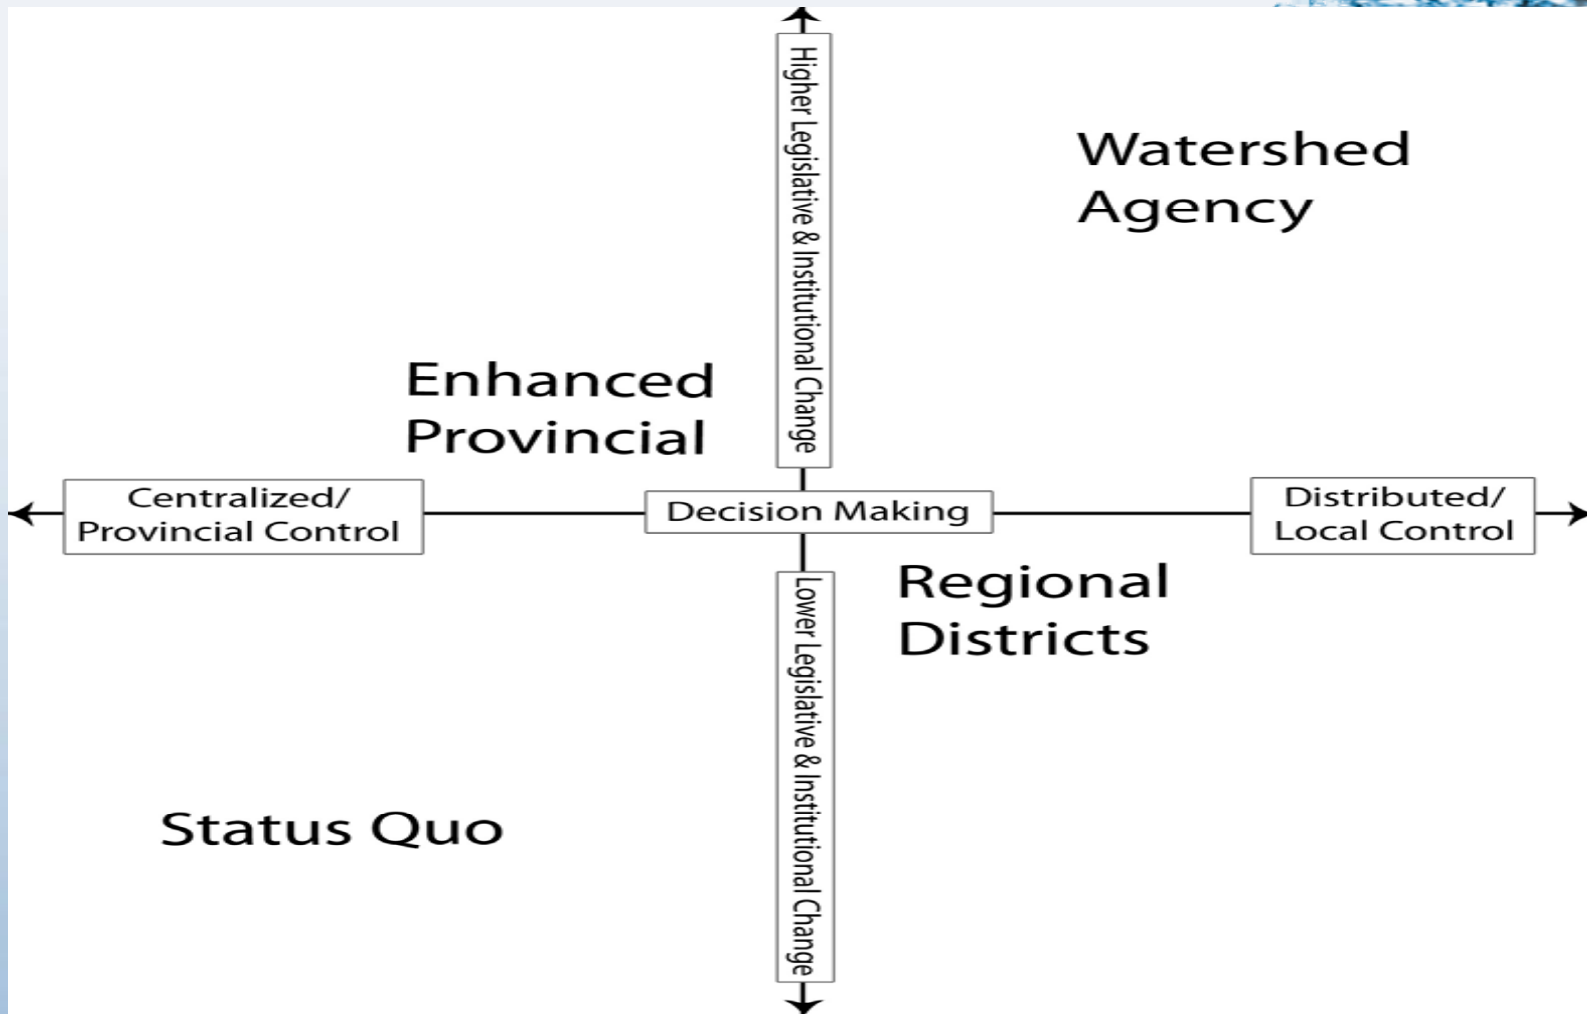 Higher Legislative & Institutional Change
Watershed
Agency
Enhanced
Provincial
Centralized/
Provincial Control
Decision Making
Distributed/
Local Control
Regional
Districts
Lower Legislative & Institutional Change
Status Quo